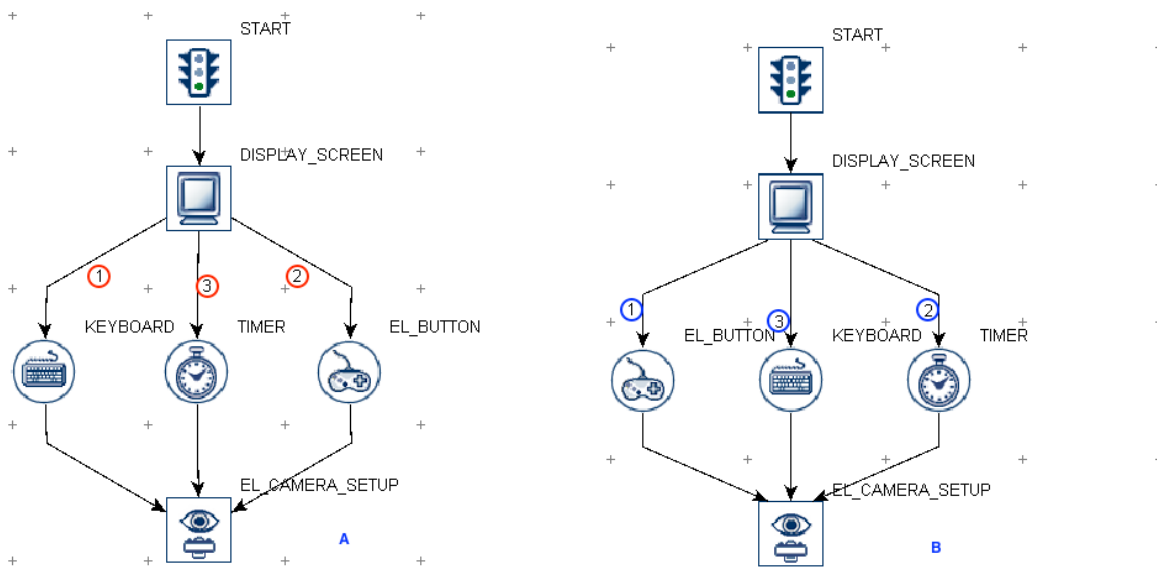 START
DISPLAY_SCREEN
1
3
2
KEYBOARD
TIMER
EL_BUTTON
EL_CAMERA_SETUP
A
START
DISPLAY_SCREEN
1
3
2
EL_BUTTON
KEYBOARD
TIMER
EL_CAMERA_SETUP
B